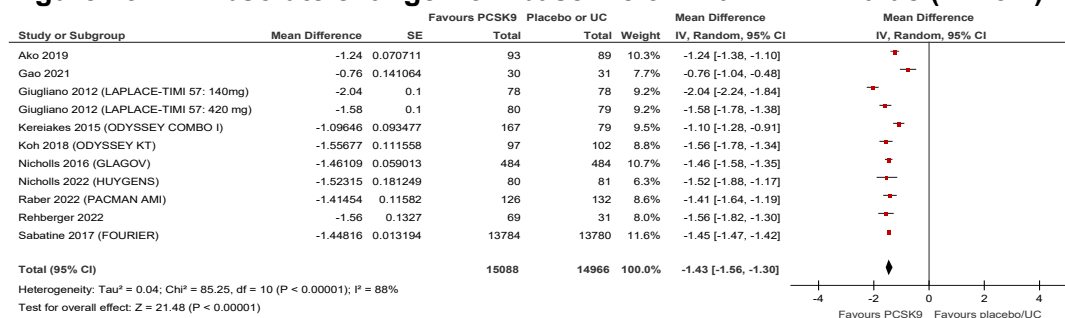 Favours PCSK9 Placebo or UC Mean Difference Mean Difference
Study or Subgroup Mean Difference SE Total Total Weight IV, Random, 95% CI IV, Random, 95% CI
Ako 2019 -1.24 0.070711 93 89 10.3% -1.24 [-1.38, -1.10]
Gao 2021 -0.76 0.141064 30 31 7.7% -0.76 [-1.04, -0.48]
Giugliano 2012 (LAPLACE-TIMI 57: 140mg) -2.04 0.1 78 78 9.2% -2.04 [-2.24, -1.84]
Giugliano 2012 (LAPLACE-TIMI 57: 420 mg) -1.58 0.1 80 79 9.2% -1.58 [-1.78, -1.38]
Kereiakes 2015 (ODYSSEY COMBO I) -1.09646 0.093477 167 79 9.5% -1.10 [-1.28, -0.91]
Koh 2018 (ODYSSEY KT) -1.55677 0.111558 97 102 8.8% -1.56 [-1.78, -1.34]
Nicholls 2016 (GLAGOV) -1.46109 0.059013 484 484 10.7% -1.46 [-1.58, -1.35]
Nicholls 2022 (HUYGENS) -1.52315 0.181249 80 81 6.3% -1.52 [-1.88, -1.17]
Raber 2022 (PACMAN AMI) -1.41454 0.11582 126 132 8.6% -1.41 [-1.64, -1.19]
Rehberger 2022 -1.56 0.1327 69 31 8.0% -1.56 [-1.82, -1.30]
Sabatine 2017 (FOURIER) -1.44816 0.013194 13784 13780 11.6% -1.45 [-1.47, -1.42]
Total (95% CI) 15088 14966 100.0% -1.43 [-1.56, -1.30]
Heterogeneity: Tau² = 0.04; Chi² = 85.25, df = 10 (P < 0.00001); I² = 88%
Test for overall effect: Z = 21.48 (P < 0.00001)
-4 -2 0 2 4
Favours PCSK9 Favours placebo/UC